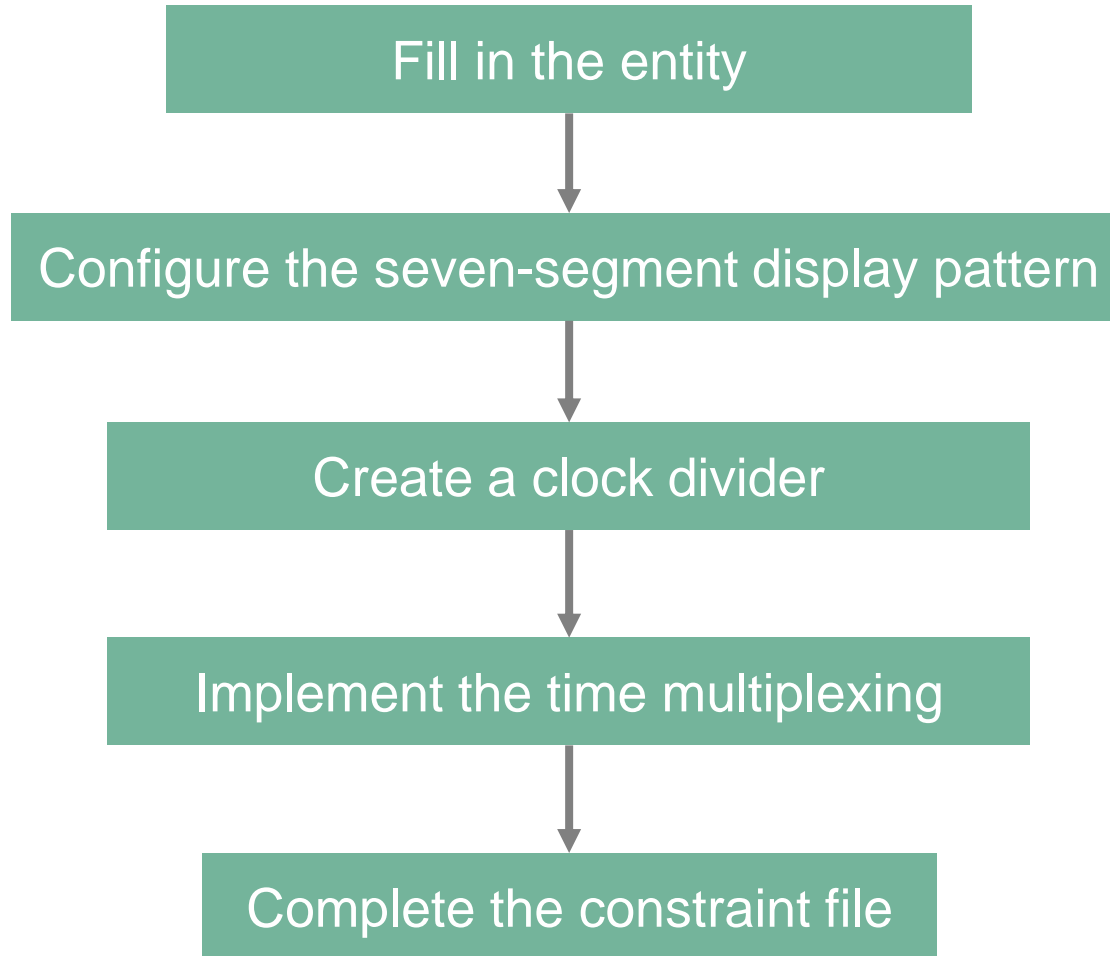 Fill in the entity
Configure the seven-segment display pattern
Create a clock divider
Implement the time multiplexing
Complete the constraint file